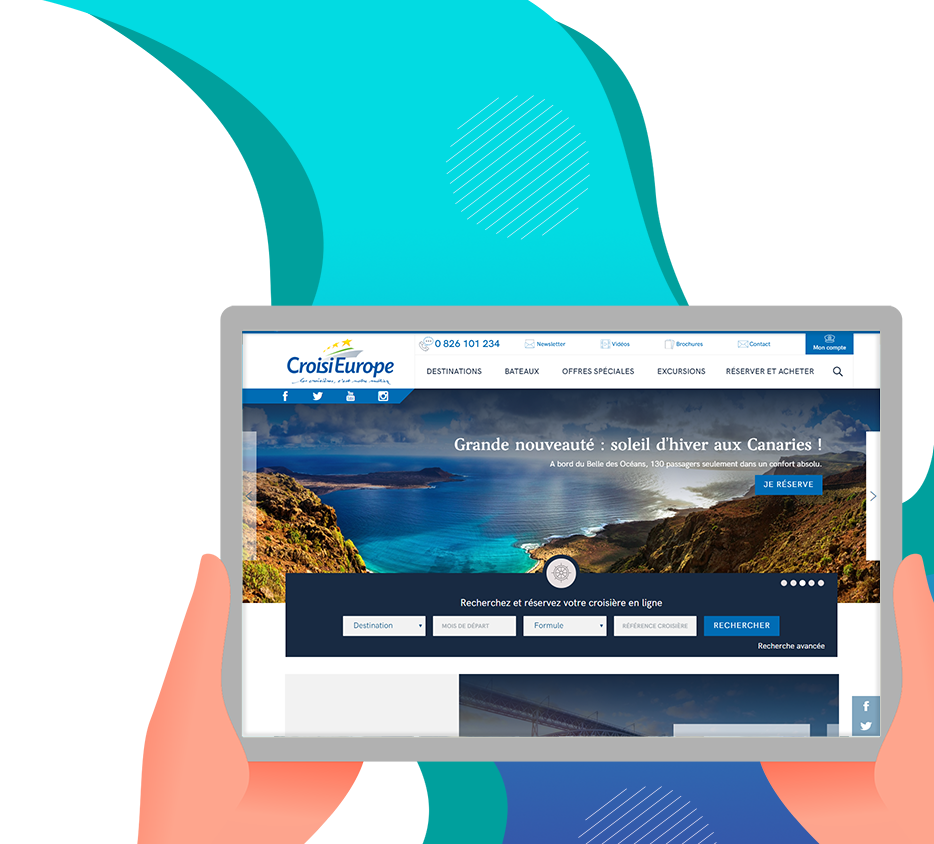 0 826 101 234 Newsletter Vidéos Brochures Contact Mon compte
CroisiEurope
DESTINATIONS BATEAUX OFFRES SPÉCIALES EXCURSIONS RÉSERVER ET ACHETER
Grande nouveauté : soleil d'hiver aux Canaries !
A bord du Belle des Océans, 130 passagers seulement dans un confort absolu.
JE RÉSERVE
Recherchez et réservez votre croisière en ligne
Destination MOIS DE DÉPART Formule RÉFÉRENCE CROISIÈRE RECHERCHER
Recherche avancée